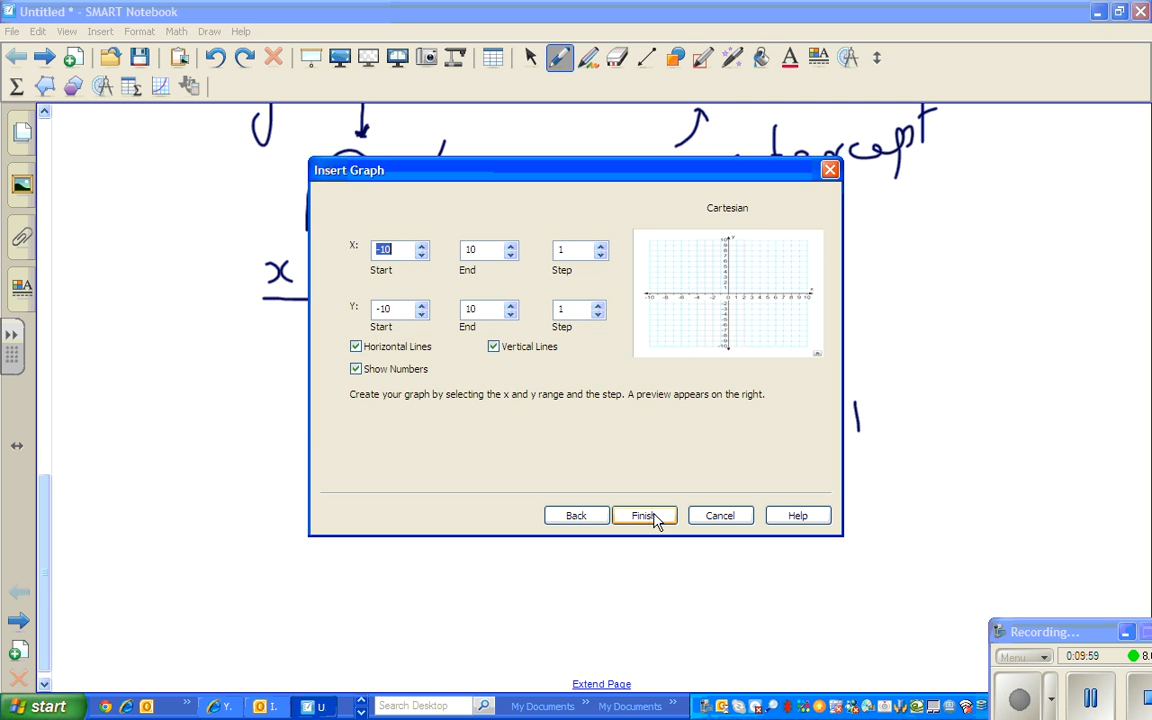 Untitled * - SMART Notebook
File Edit View Insert Format Math Draw Help
y
intercept
Insert Graph
Cartesian
X: -10 10 1
Start End Step
Y: -10 10 1
Start End Step
Horizontal Lines Vertical Lines
Show Numbers
Create your graph by selecting the x and y range and the step. A preview appears on the right.
x
1
Back Finish Cancel Help
Extend Page
Recording...
Menu 0:09:59
start Y. I. U Search Desktop My Documents » My Documents »